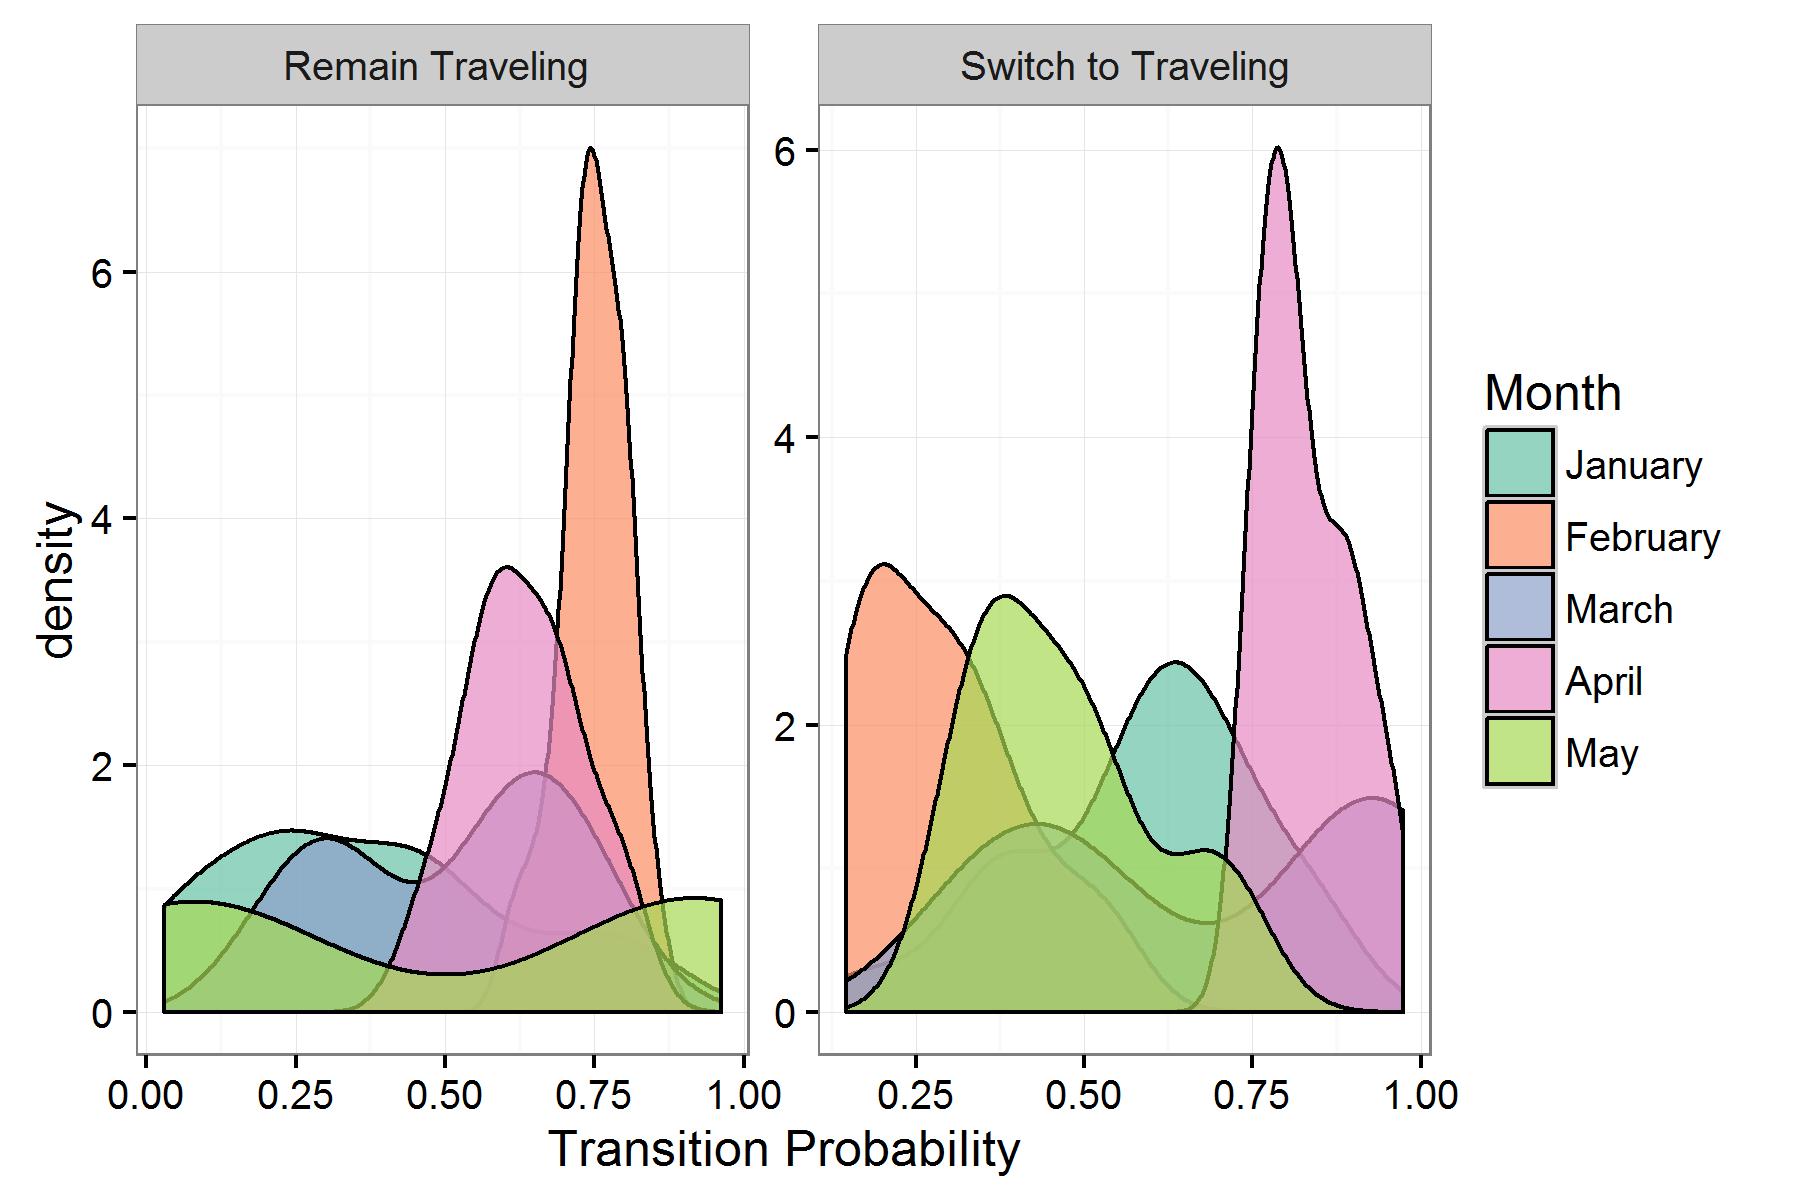 Remain Traveling
Switch to Traveling
density
6
4
2
0
6
4
2
0
0.00 0.25 0.50 0.75 1.00
0.25 0.50 0.75 1.00
Transition Probability
Month
January
February
March
April
May